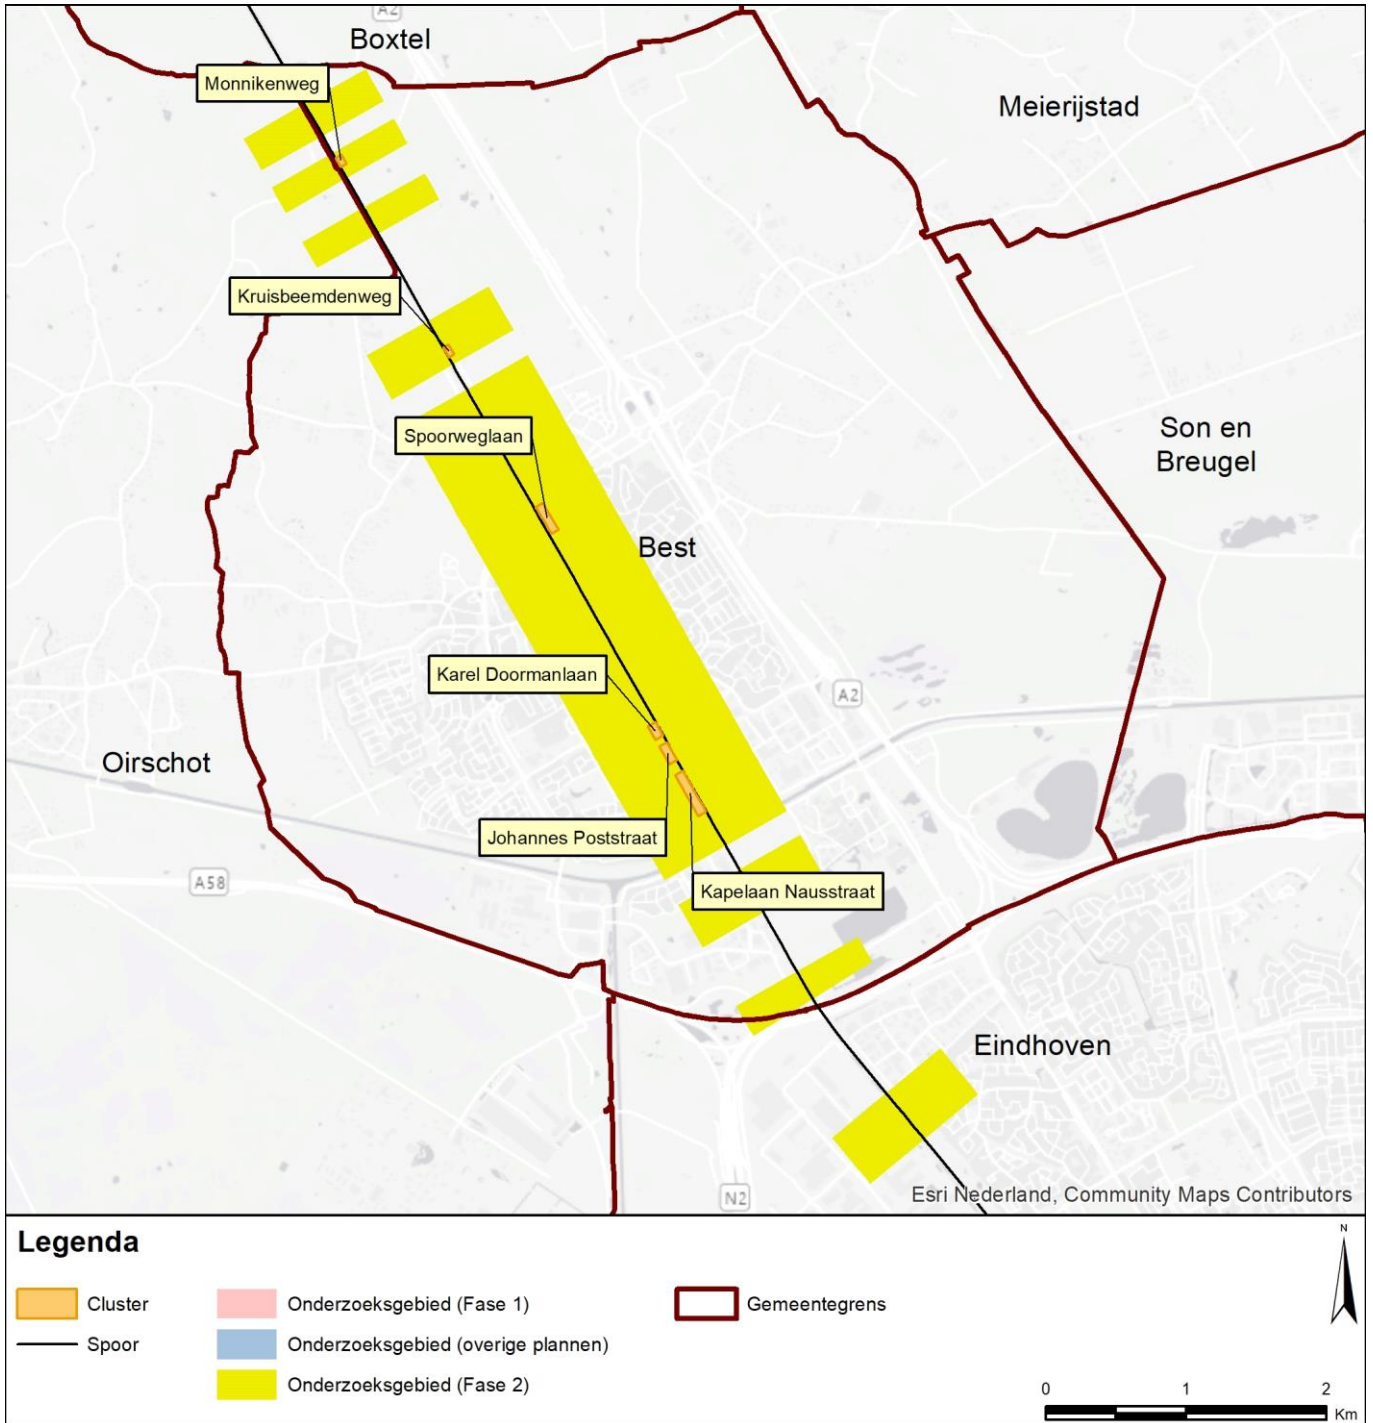 A2
Boxtel
Monnikenweg
Meierijstad
Kruisbeemdenweg
Spoorweglaan
Son en
Breugel
Best
Karel Doormanlaan
A2
Oirschot
Johannes Poststraat
A58
Kapelaan Nausstraat
Eindhoven
N2
Esri Nederland, Community Maps Contributors
Legenda
N
Cluster
Onderzoeksgebied (Fase 1)
Gemeentegrens
Spoor
Onderzoeksgebied (overige plannen)
Onderzoeksgebied (Fase 2)
0 1 2
Km